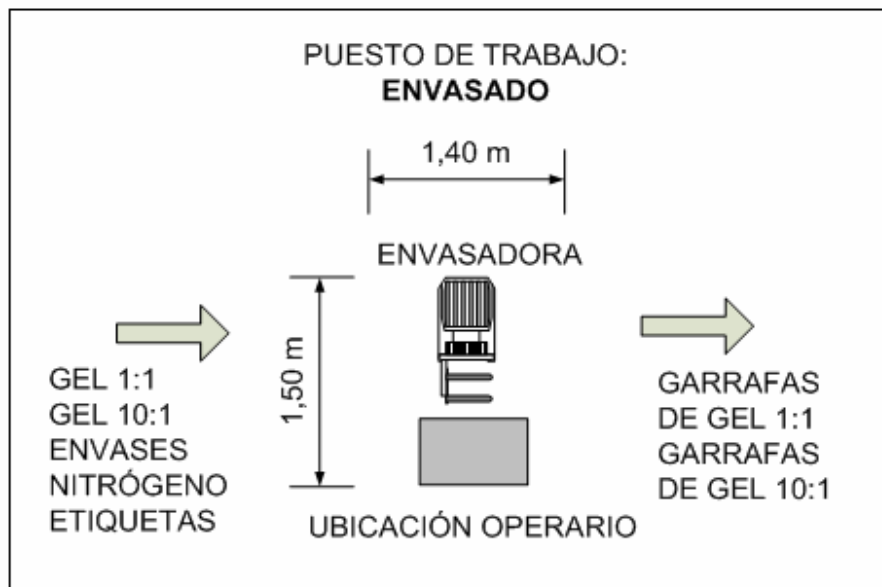 PUESTO DE TRABAJO:
ENVASADO
1,40 m
ENVASADORA
1,50 m
GEL 1:1
GEL 10:1
ENVASES
NITRÓGENO
ETIQUETAS
GARRAFAS
DE GEL 1:1
GARRAFAS
DE GEL 10:1
UBICACIÓN OPERARIO